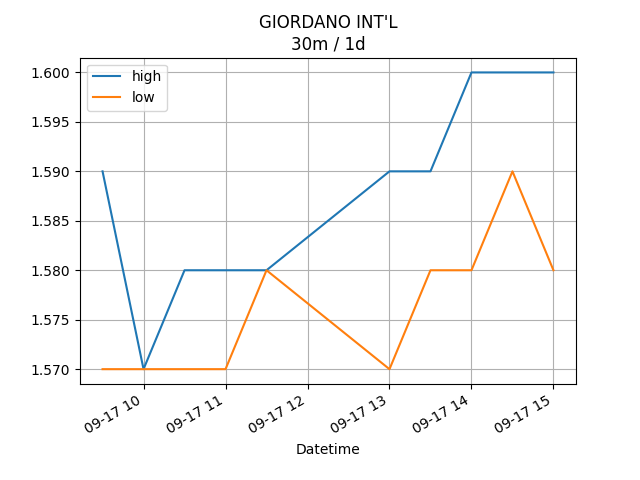 GIORDANO INT'L
30m / 1d
high
low
1.600
1.595
1.590
1.585
1.580
1.575
1.570
09-17 10
09-17 11
09-17 12
09-17 13
09-17 14
09-17 15
Datetime